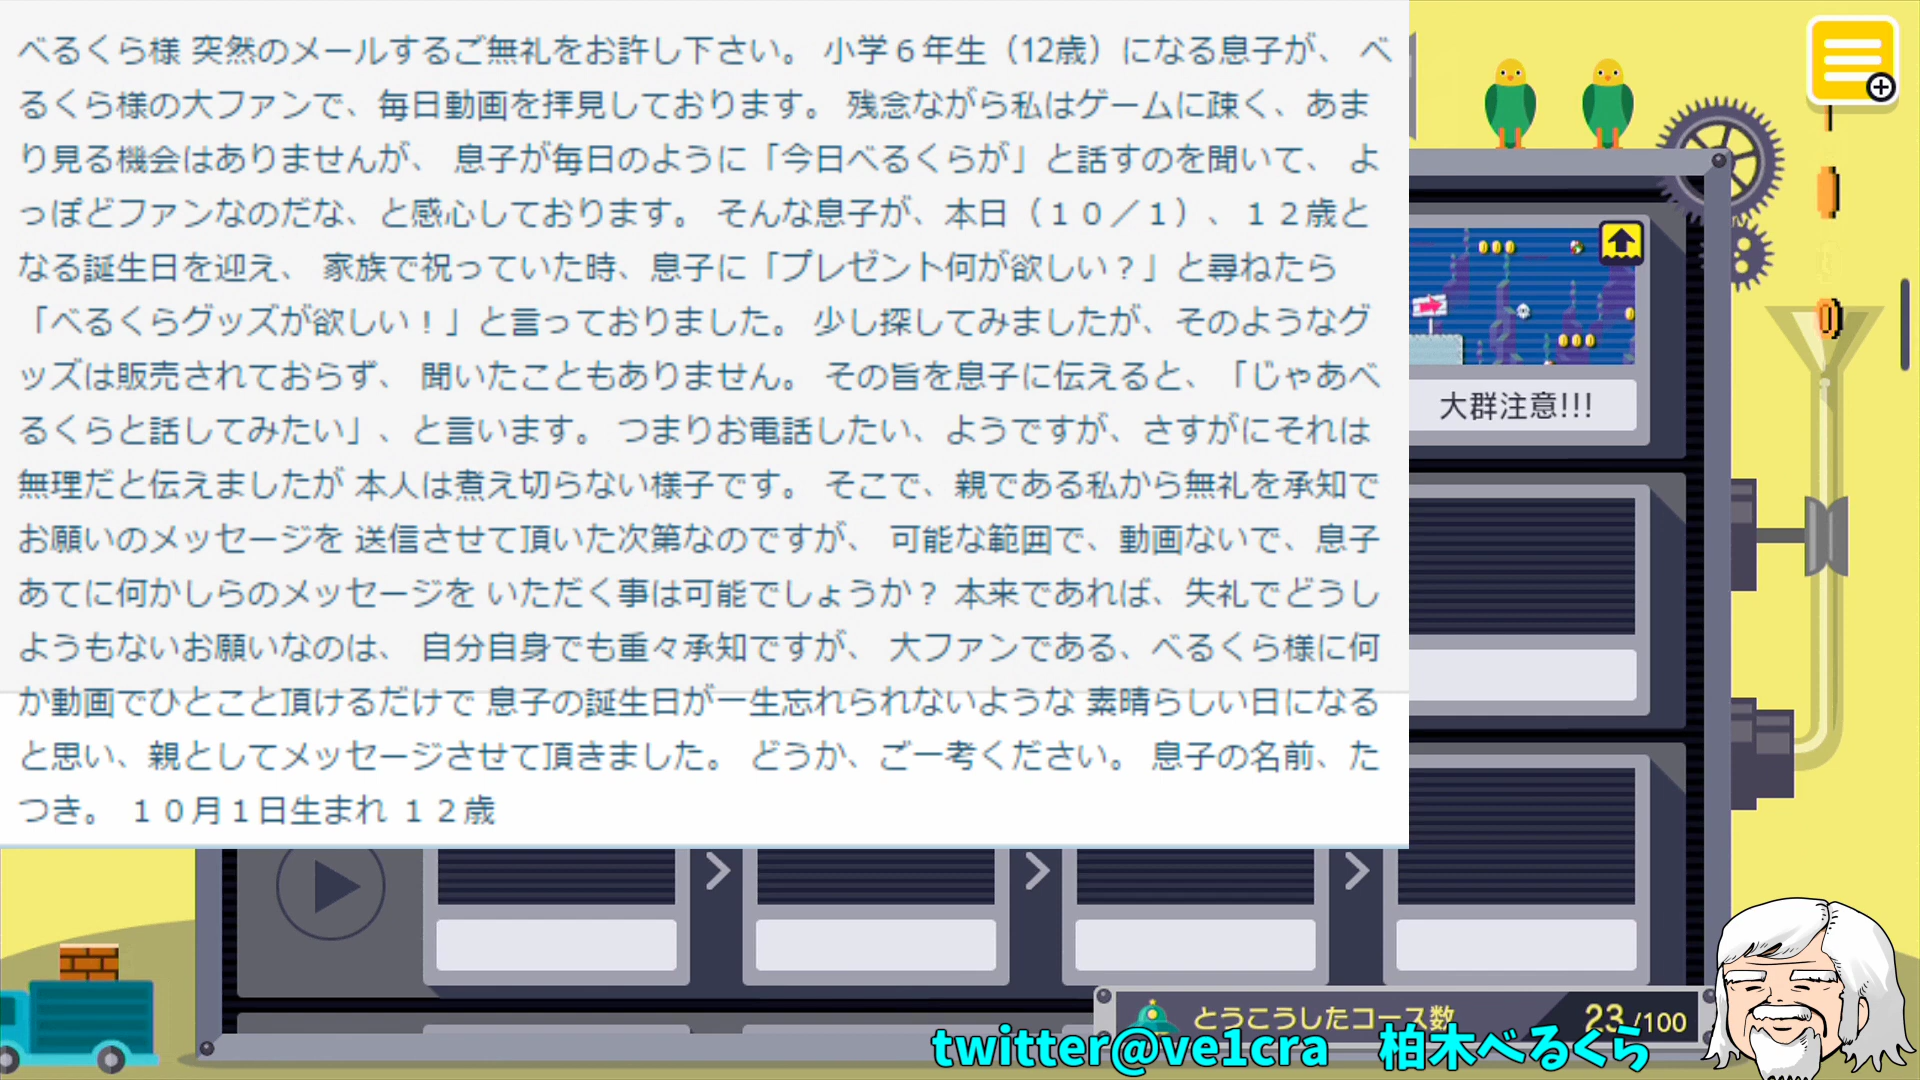 べるくら様 突然のメールするご無礼をお許し下さい。 小学６年生（12歳）になる息子が、 べ
るくら様の大ファンで、毎日動画を拝見しております。 残念ながら私はゲームに疎く、あま
り見る機会はありませんが、 息子が毎日のように「今日べるくらが」と話すのを聞いて、 よ
っぽどファンなのだな、と感心しております。 そんな息子が、本日（１０／１）、１２歳と
なる誕生日を迎え、 家族で祝っていた時、息子に「プレゼント何が欲しい？」と尋ねたら
「べるくらグッズが欲しい！」と言っておりました。 少し探してみましたが、そのようなグ
ッズは販売されておらず、 聞いたこともありません。 その旨を息子に伝えると、「じゃあべ
るくらと話してみたい」、と言います。 つまりお電話したい、ようですが、さすがにそれは
無理だと伝えましたが 本人は煮え切らない様子です。 そこで、親である私から無礼を承知で
お願いのメッセージを 送信させて頂いた次第なのですが、 可能な範囲で、動画ないで、息子
あてに何かしらのメッセージを いただく事は可能でしょうか？ 本来であれば、失礼でどうし
ようもないお願いなのは、 自分自身でも重々承知ですが、 大ファンである、べるくら様に何
か動画でひとこと頂けるだけで 息子の誕生日が一生忘れられないような 素晴らしい日になる
と思い、親としてメッセージさせて頂きました。 どうか、ご一考ください。 息子の名前、た
つき。 １０月１日生まれ １２歳
大群注意!!!
とうこうしたコース数 23/100
twitter@ve1cra 柏木べるくら